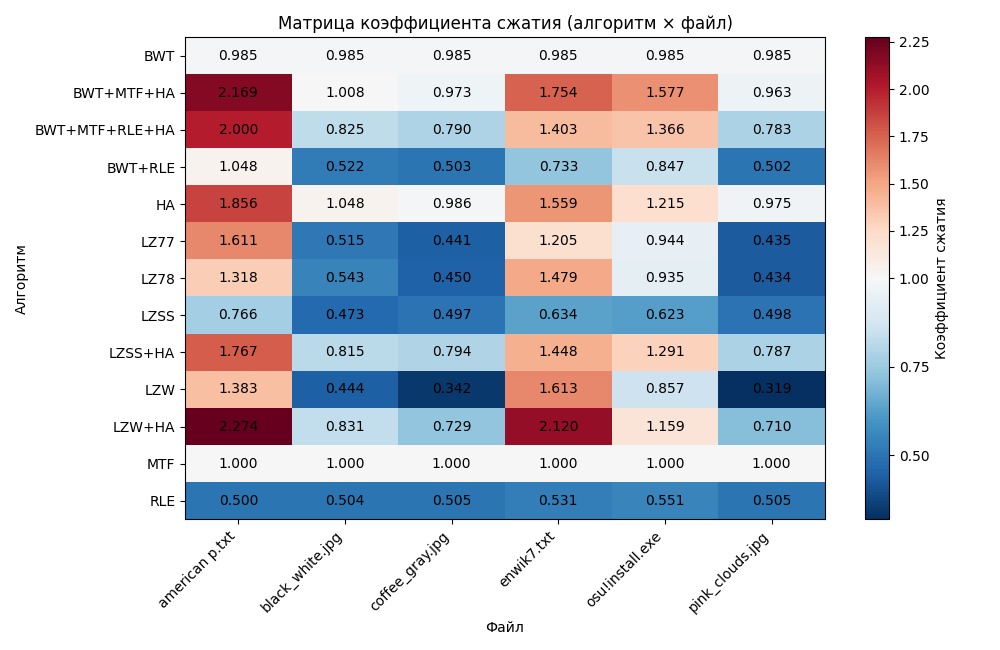 Матрица коэффициента сжатия (алгоритм × файл)
BWT 0.985 0.985 0.985 0.985 0.985 0.985
BWT+MTF+HA 2.169 1.008 0.973 1.754 1.577 0.963
BWT+MTF+RLE+HA 2.000 0.825 0.790 1.403 1.366 0.783
BWT+RLE 1.048 0.522 0.503 0.733 0.847 0.502
HA 1.856 1.048 0.986 1.559 1.215 0.975
LZ77 1.611 0.515 0.441 1.205 0.944 0.435
LZ78 1.318 0.543 0.450 1.479 0.935 0.434
LZSS 0.766 0.473 0.497 0.634 0.623 0.498
LZSS+HA 1.767 0.815 0.794 1.448 1.291 0.787
LZW 1.383 0.444 0.342 1.613 0.857 0.319
LZW+HA 2.274 0.831 0.729 2.120 1.159 0.710
MTF 1.000 1.000 1.000 1.000 1.000 1.000
RLE 0.500 0.504 0.505 0.531 0.551 0.505
american p.txt black_white.jpg coffee_gray.jpg enwik7.txt osu!install.exe pink_clouds.jpg
Файл
Алгоритм
2.25
2.00
1.75
1.50
1.25
1.00
0.75
0.50
Коэффициент сжатия